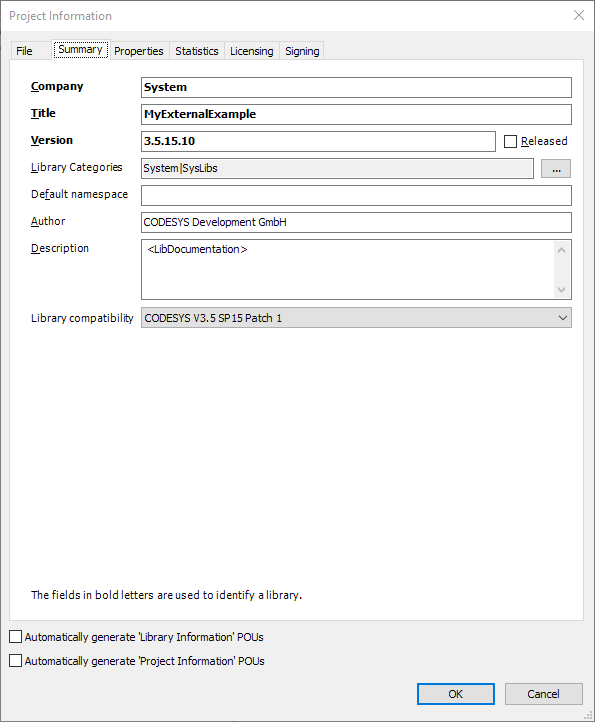 Project Information
File Summary Properties Statistics Licensing Signing
Company System
Title MyExternalExample
Version 3.5.15.10 Released
Library Categories System|SysLibs ...
Default namespace
Author CODESYS Development GmbH
Description <LibDocumentation>
Library compatibility CODESYS V3.5 SP15 Patch 1
The fields in bold letters are used to identify a library.
Automatically generate 'Library Information' POUs
Automatically generate 'Project Information' POUs
OK Cancel